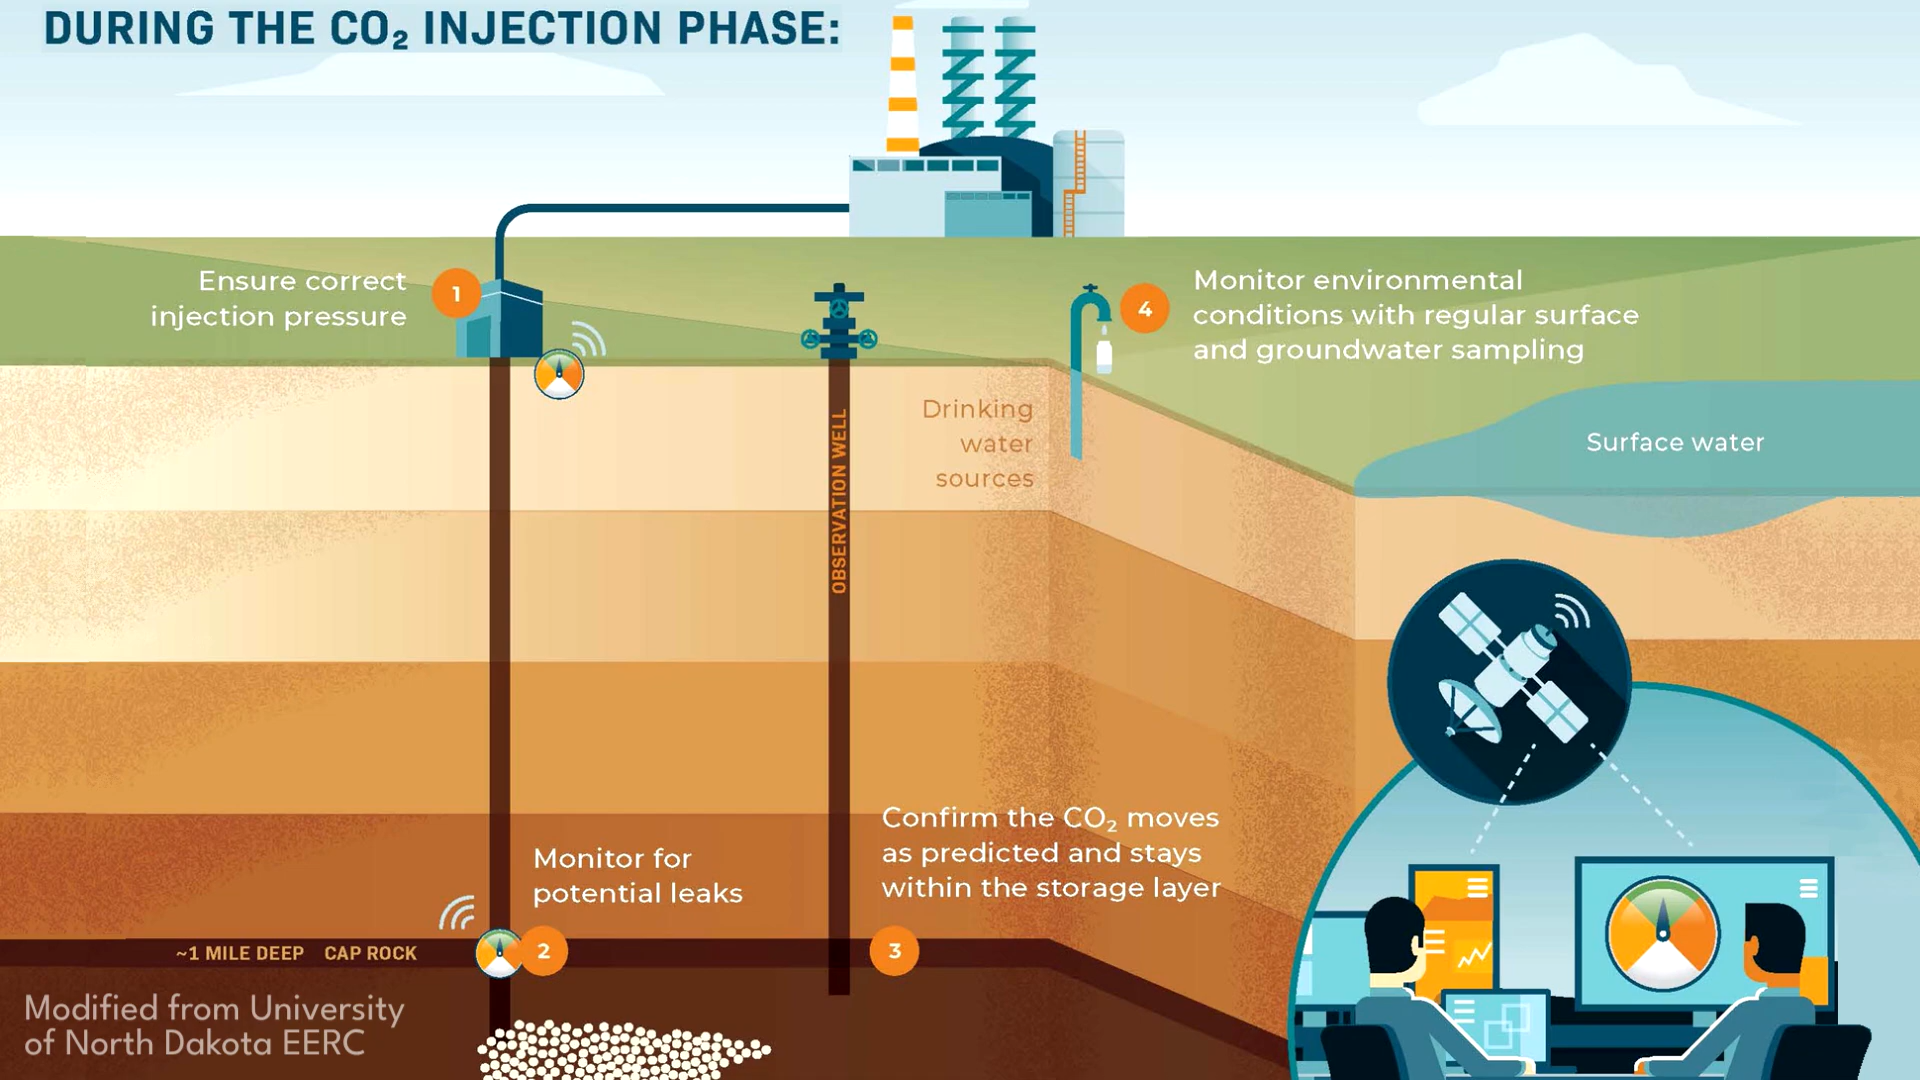 DURING THE CO₂ INJECTION PHASE:
Ensure correct
injection pressure
1
4
Monitor environmental
conditions with regular surface
and groundwater sampling
Drinking
water
sources
OBSERVATION WELL
Surface water
Confirm the CO₂ moves
as predicted and stays
within the storage layer
Monitor for
potential leaks
~1 MILE DEEP CAP ROCK
2
3
Modified from University
of North Dakota EERC